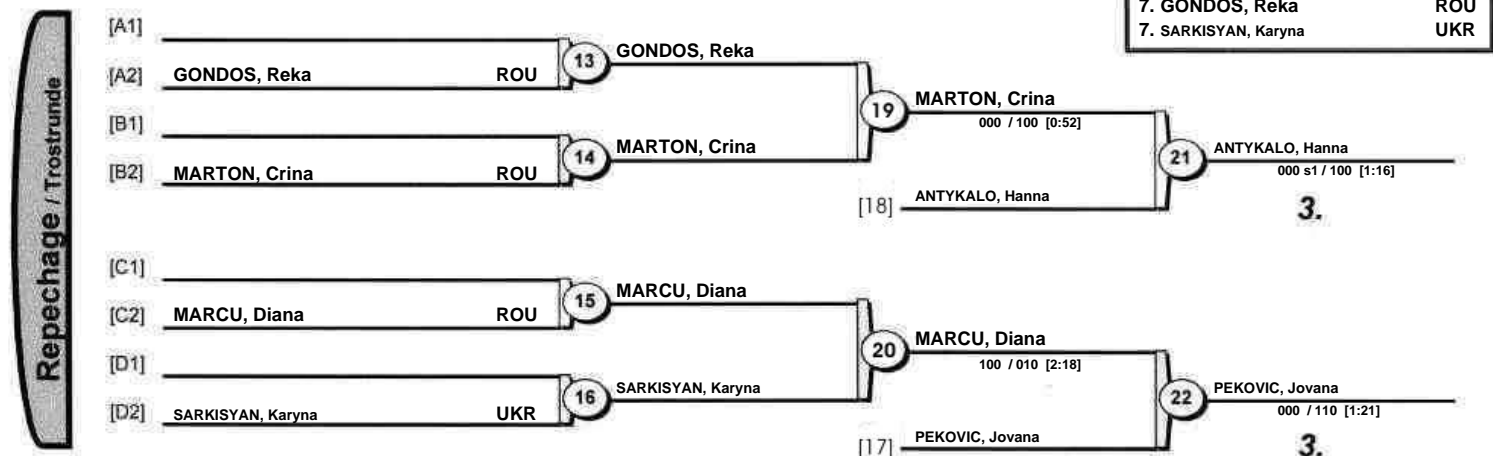 7. GONDOS, Reka ROU
7. SARKISYAN, Karyna UKR
Repechage / Trostrunde
[A1]
[A2] GONDOS, Reka ROU
13 GONDOS, Reka
[B1]
[B2] MARTON, Crina ROU
14 MARTON, Crina
19 MARTON, Crina
000 / 100 [0:52]
[18] ANTYKALO, Hanna
21 ANTYKALO, Hanna
000 s1 / 100 [1:16]
3.
[C1]
[C2] MARCU, Diana ROU
15 MARCU, Diana
[D1]
[D2] SARKISYAN, Karyna UKR
16 SARKISYAN, Karyna
20 MARCU, Diana
100 / 010 [2:18]
[17] PEKOVIC, Jovana
22 PEKOVIC, Jovana
000 / 110 [1:21]
3.